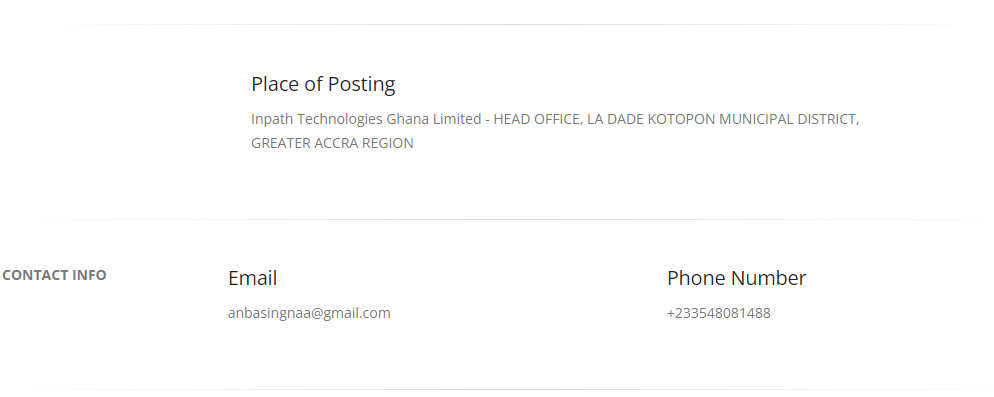 Place of Posting
Inpath Technologies Ghana Limited - HEAD OFFICE, LA DADE KOTOPON MUNICIPAL DISTRICT,
GREATER ACCRA REGION
CONTACT INFO
Email
Phone Number
anbasingnaa@gmail.com
+233548081488